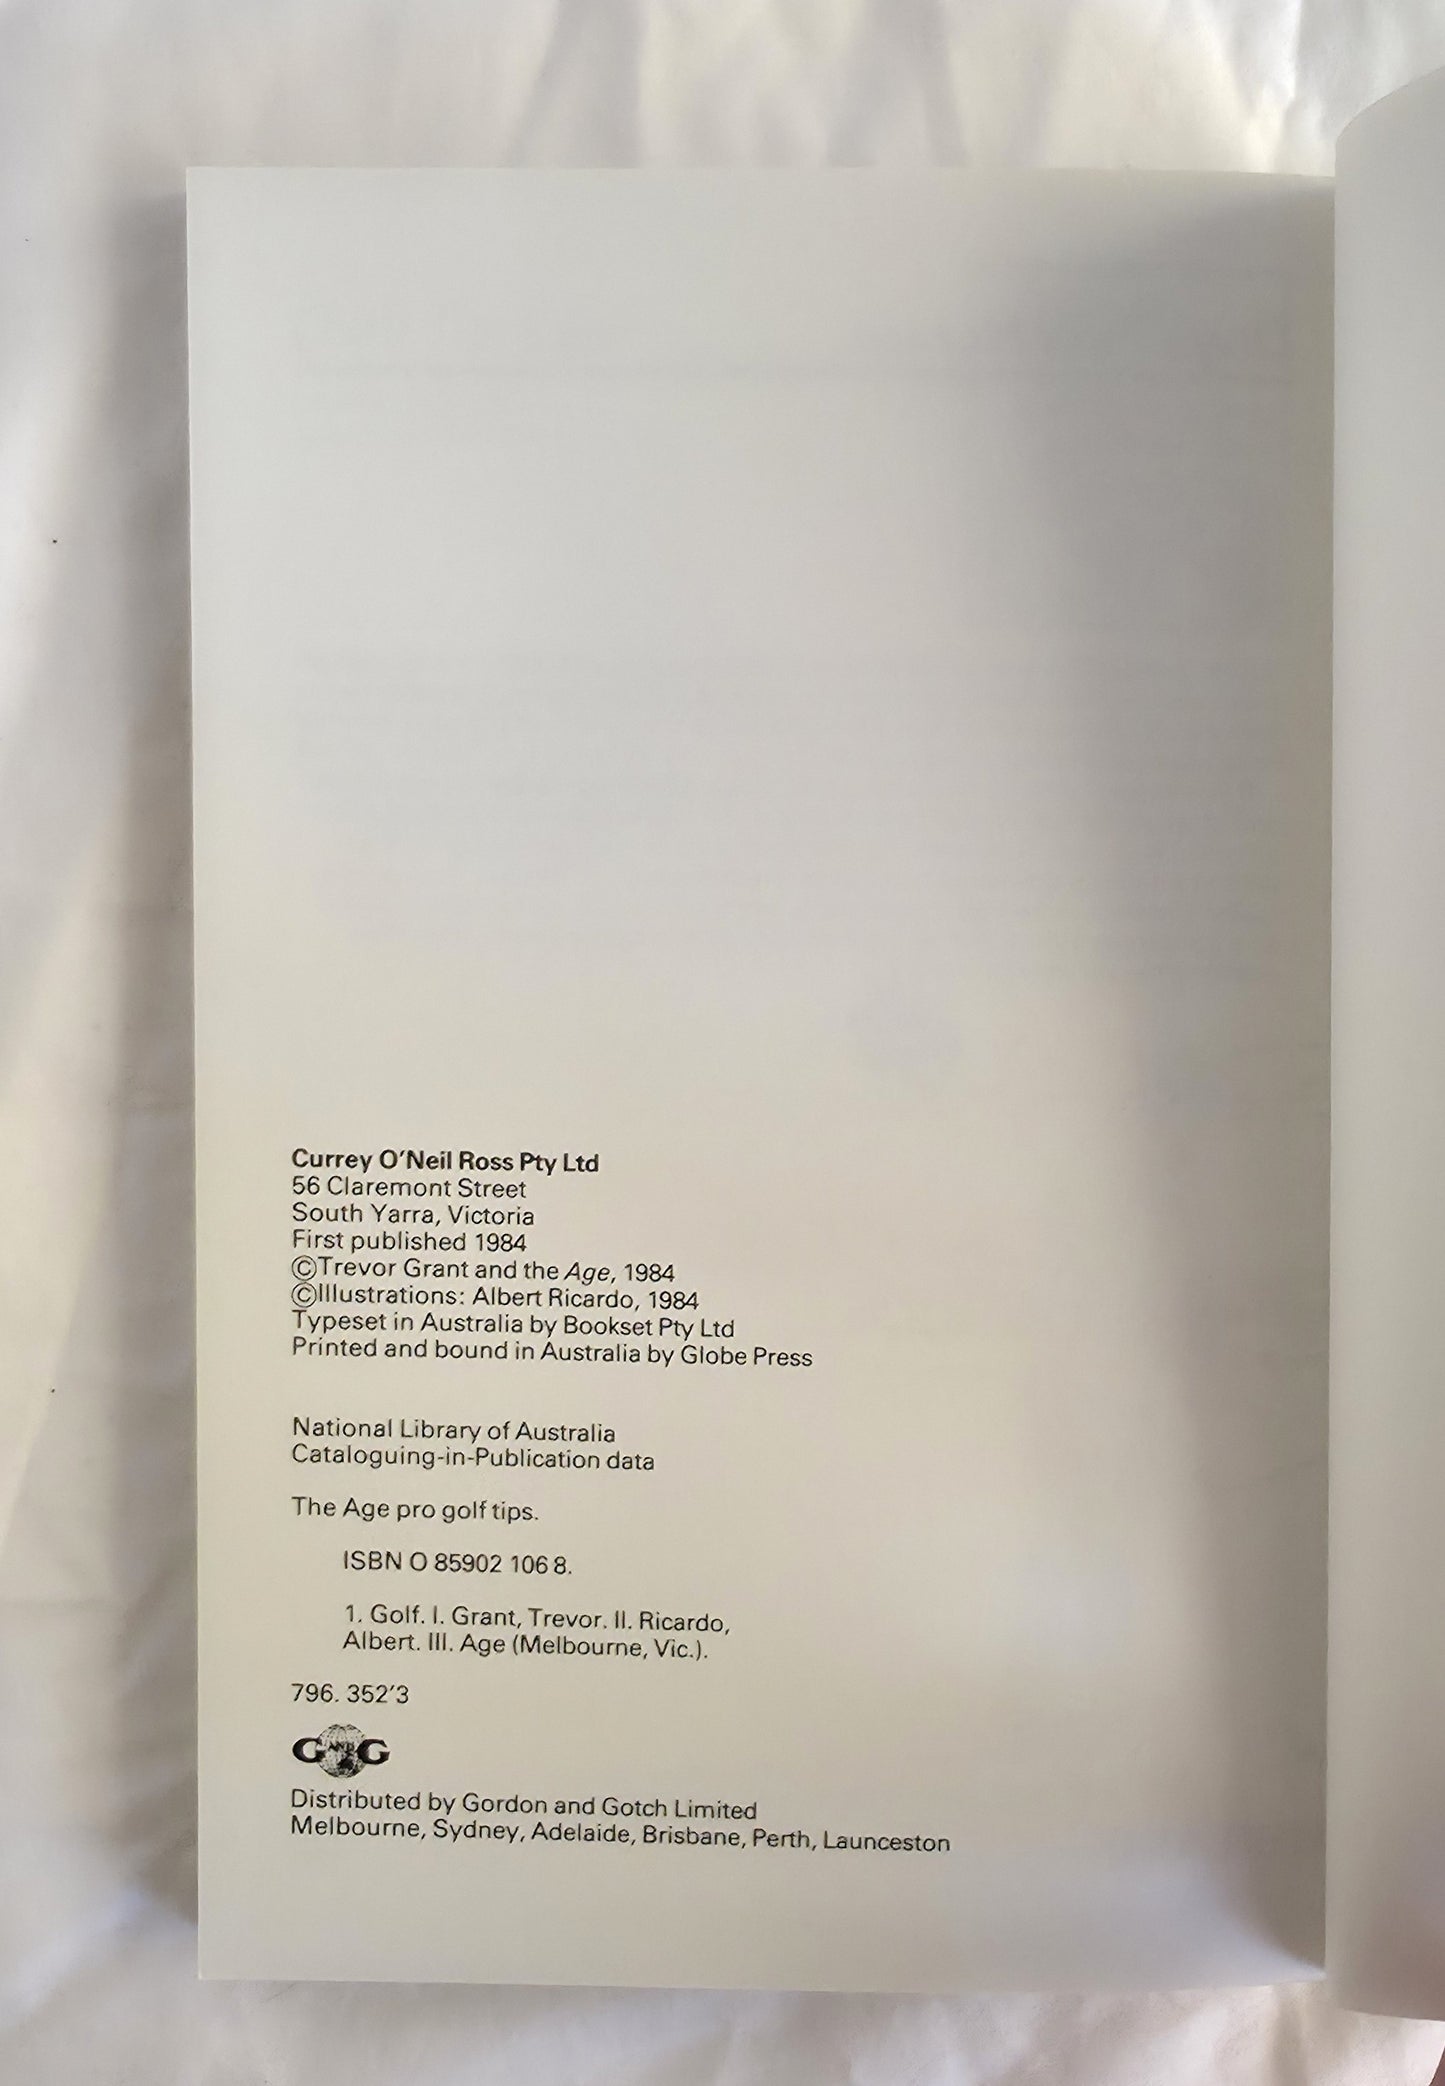 Currey O'Neil Ross Pty Ltd
56 Claremont Street
South Yarra, Victoria
First published 1984
©Trevor Grant and the Age, 1984
©Illustrations: Albert Ricardo, 1984
Typeset in Australia by Bookset Pty Ltd
Printed and bound in Australia by Globe Press
National Library of Australia
Cataloguing-in-Publication data
The Age pro golf tips.
ISBN O 85902 106 8.
1. Golf. I. Grant, Trevor. II. Ricardo,
Albert. III. Age (Melbourne, Vic.).
796. 352'3
G AND G
Distributed by Gordon and Gotch Limited
Melbourne, Sydney, Adelaide, Brisbane, Perth, Launceston